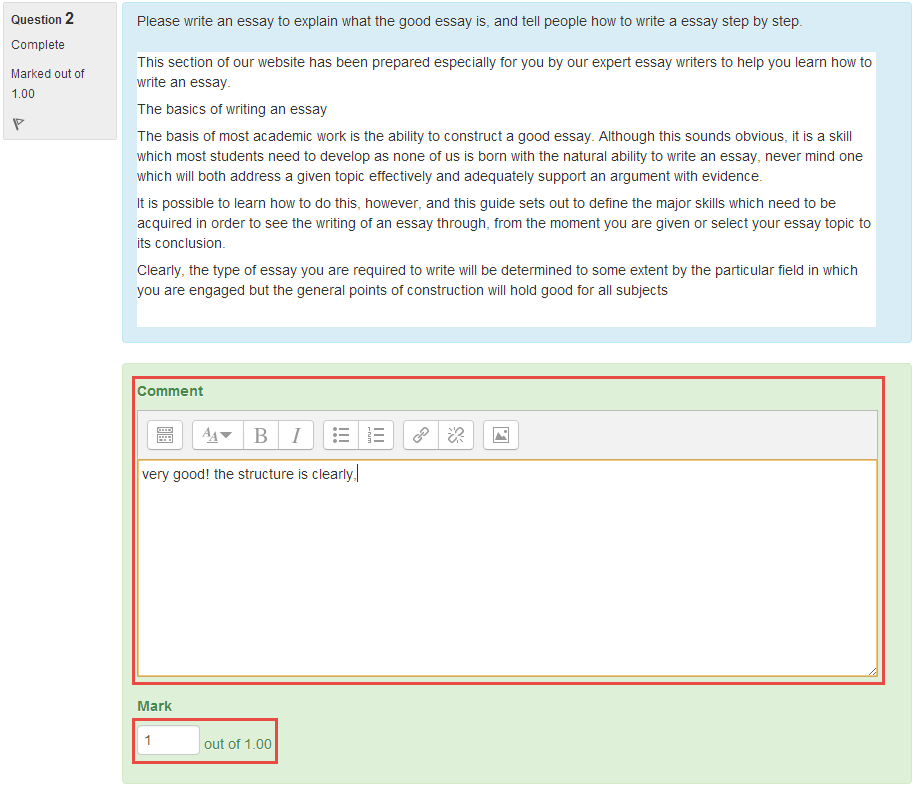 Question 2
Complete
Marked out of
1.00
Please write an essay to explain what the good essay is, and tell people how to write a essay step by step.
This section of our website has been prepared especially for you by our expert essay writers to help you learn how to
write an essay.
The basics of writing an essay
The basis of most academic work is the ability to construct a good essay. Although this sounds obvious, it is a skill
which most students need to develop as none of us is born with the natural ability to write an essay, never mind one
which will both address a given topic effectively and adequately support an argument with evidence.
It is possible to learn how to do this, however, and this guide sets out to define the major skills which need to be
acquired in order to see the writing of an essay through, from the moment you are given or select your essay topic to
its conclusion.
Clearly, the type of essay you are required to write will be determined to some extent by the particular field in which
you are engaged but the general points of construction will hold good for all subjects
Comment
very good! the structure is clearly,
Mark
1 out of 1.00